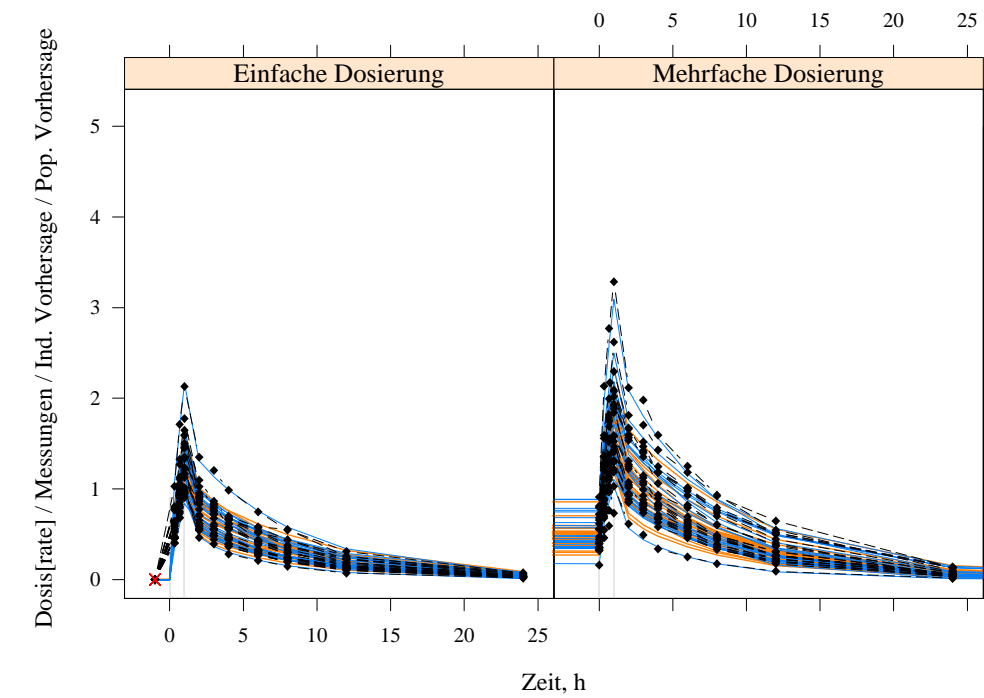 0 5 10 15 20 25
Einfache Dosierung
Mehrfache Dosierung
Dosis[rate] / Messungen / Ind. Vorhersage / Pop. Vorhersage
5
4
3
2
1
0
0 5 10 15 20 25
Zeit, h